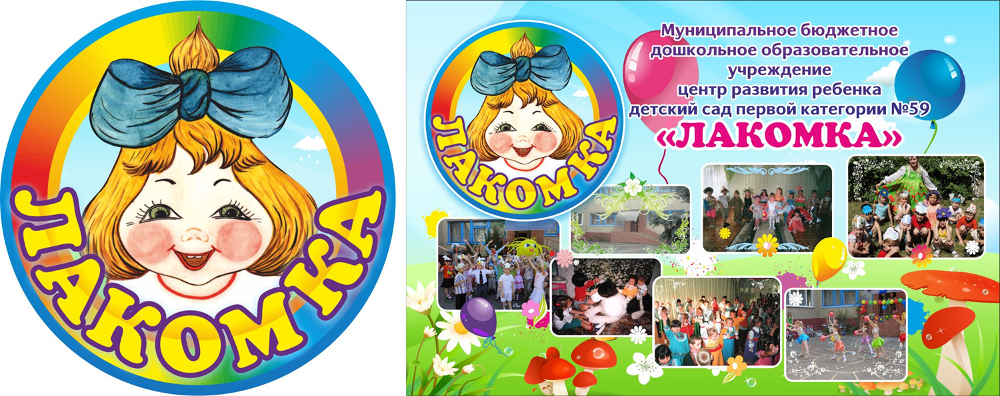 ЛАКОМКА
ЛАКОМКА
Муниципальное бюджетное
дошкольное образовательное
учреждение
центр развития ребенка
детский сад первой категории №59
«ЛАКОМКА»